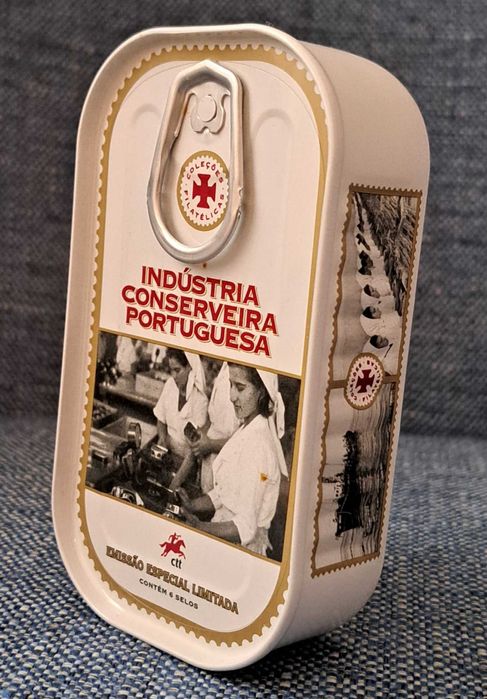 COLEÇÕES
FILATÉLICAS
INDÚSTRIA
CONSERVEIRA
PORTUGUESA
ctt
EMISSÃO ESPECIAL LIMITADA
CONTÉM 6 SELOS